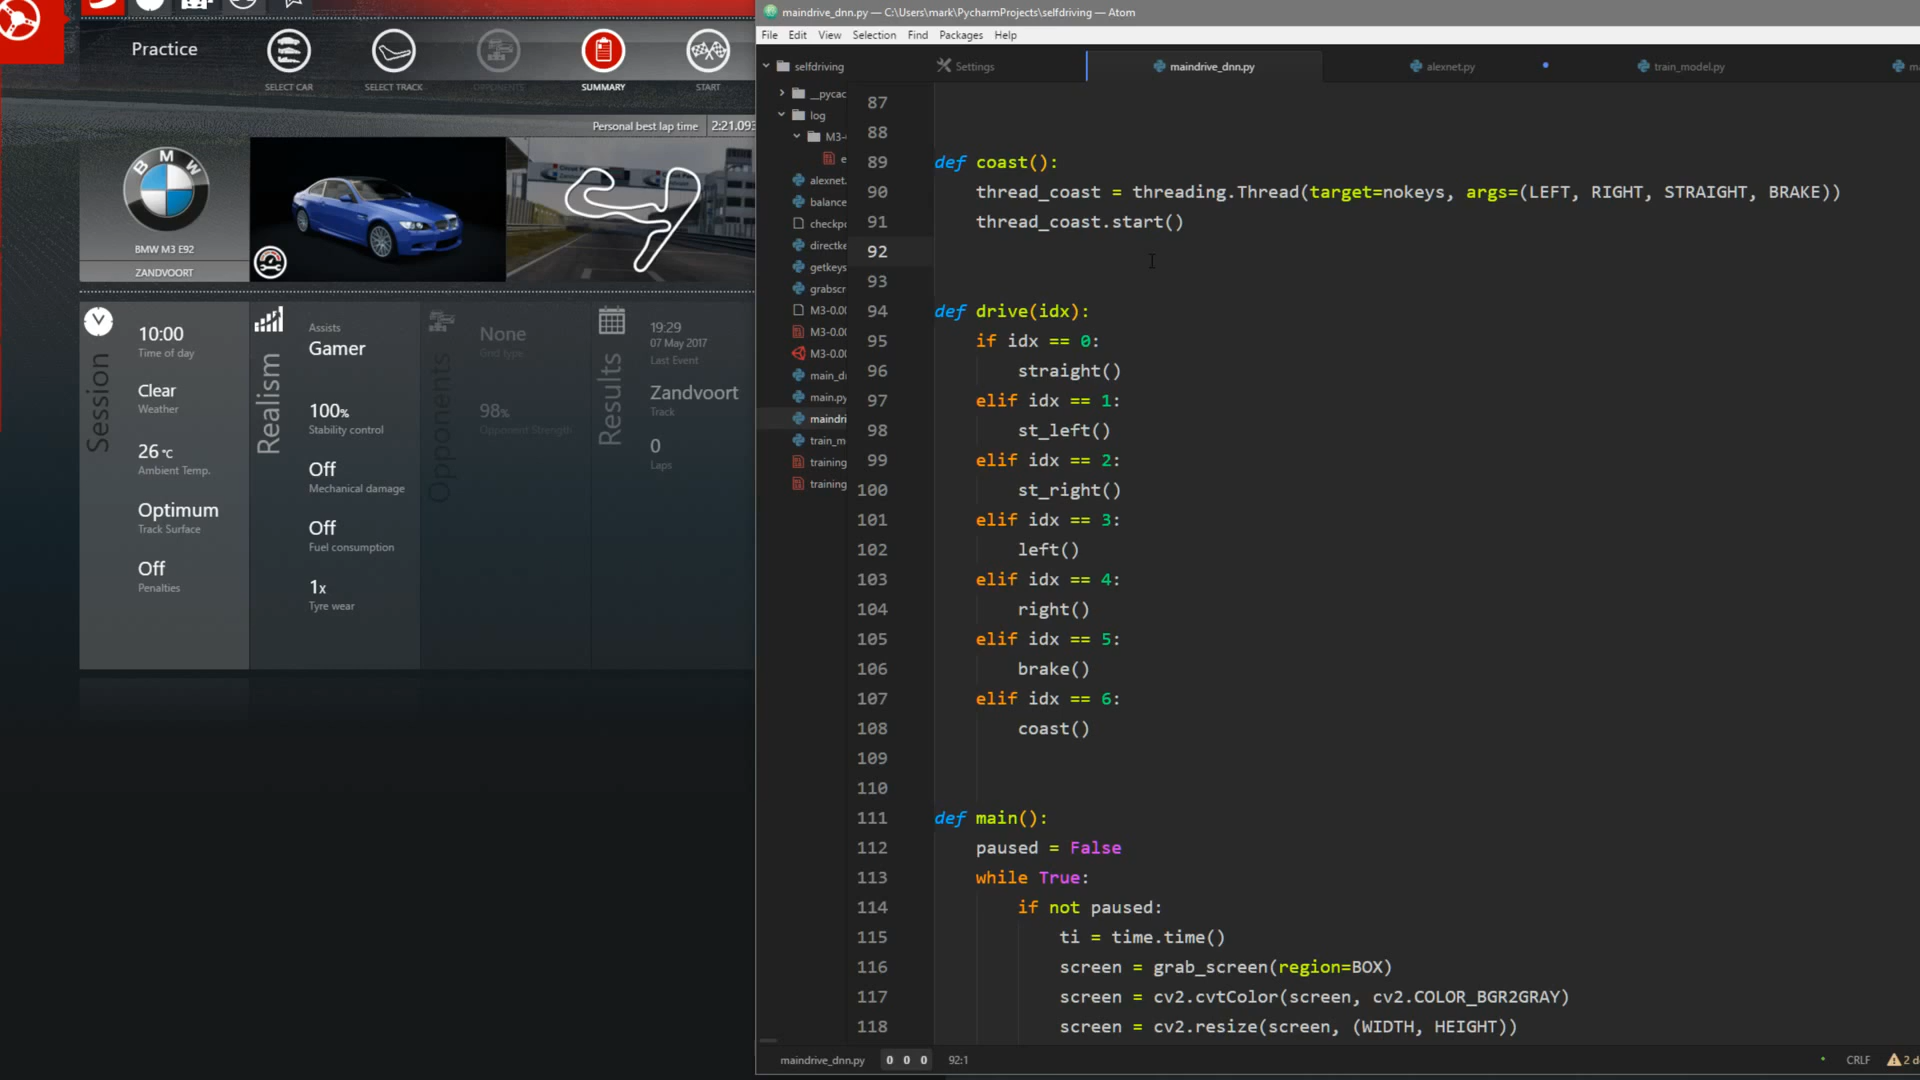 Practice
SELECT CAR
SELECT TRACK
OPPONENTS
SUMMARY
START
Personal best lap time
2:21.093
BMW
BMW M3 E92
ZANDVOORT
Session
10:00
Time of day
Clear
Weather
26 °C
Ambient Temp.
Optimum
Track Surface
Off
Penalties
Realism
Assists
Gamer
100%
Stability control
Off
Mechanical damage
Off
Fuel consumption
1x
Tyre wear
Opponents
None
Grid type
98%
Opponent Strength
Results
19:29
07 May 2017
Last Event
Zandvoort
Track
0
Laps
maindrive_dnn.py — C:\Users\mark\PycharmProjects\selfdriving — Atom
File Edit View Selection Find Packages Help
selfdriving
__pycac
log
M3-
e
alexnet.
balance
checkpo
directke
getkeys
grabscr
M3-0.00
M3-0.00
M3-0.00
main_dr
main.py
maindri
train_m
training
training
Settings
maindrive_dnn.py
alexnet.py
train_model.py
ma
87
88
89 def coast():
90 thread_coast = threading.Thread(target=nokeys, args=(LEFT, RIGHT, STRAIGHT, BRAKE))
91 thread_coast.start()
92
93
94 def drive(idx):
95 if idx == 0:
96 straight()
97 elif idx == 1:
98 st_left()
99 elif idx == 2:
100 st_right()
101 elif idx == 3:
102 left()
103 elif idx == 4:
104 right()
105 elif idx == 5:
106 brake()
107 elif idx == 6:
108 coast()
109
110
111 def main():
112 paused = False
113 while True:
114 if not paused:
115 ti = time.time()
116 screen = grab_screen(region=BOX)
117 screen = cv2.cvtColor(screen, cv2.COLOR_BGR2GRAY)
118 screen = cv2.resize(screen, (WIDTH, HEIGHT))
maindrive_dnn.py 0 0 0 92:1
CRLF 2 d